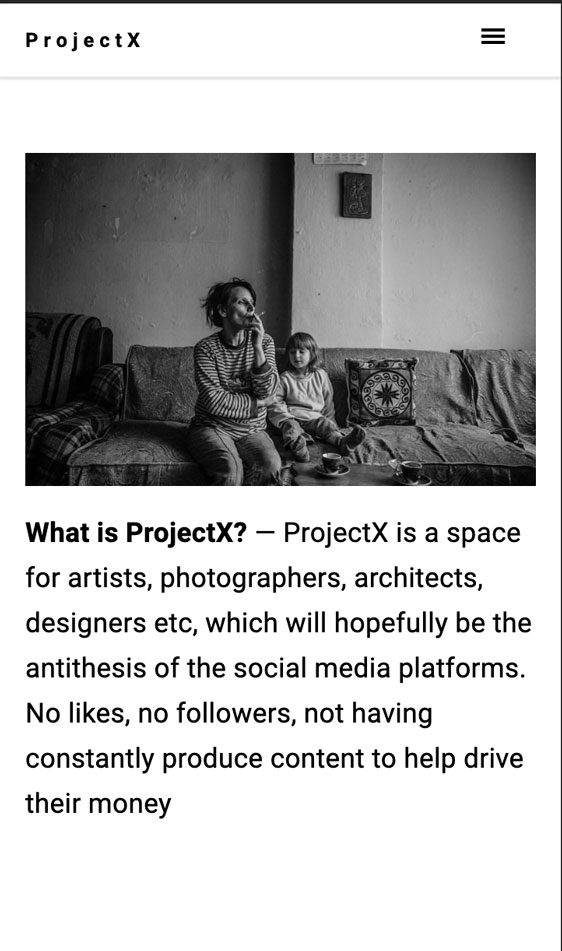 ProjectX
What is ProjectX? — ProjectX is a space
for artists, photographers, architects,
designers etc, which will hopefully be the
antithesis of the social media platforms.
No likes, no followers, not having
constantly produce content to help drive
their money